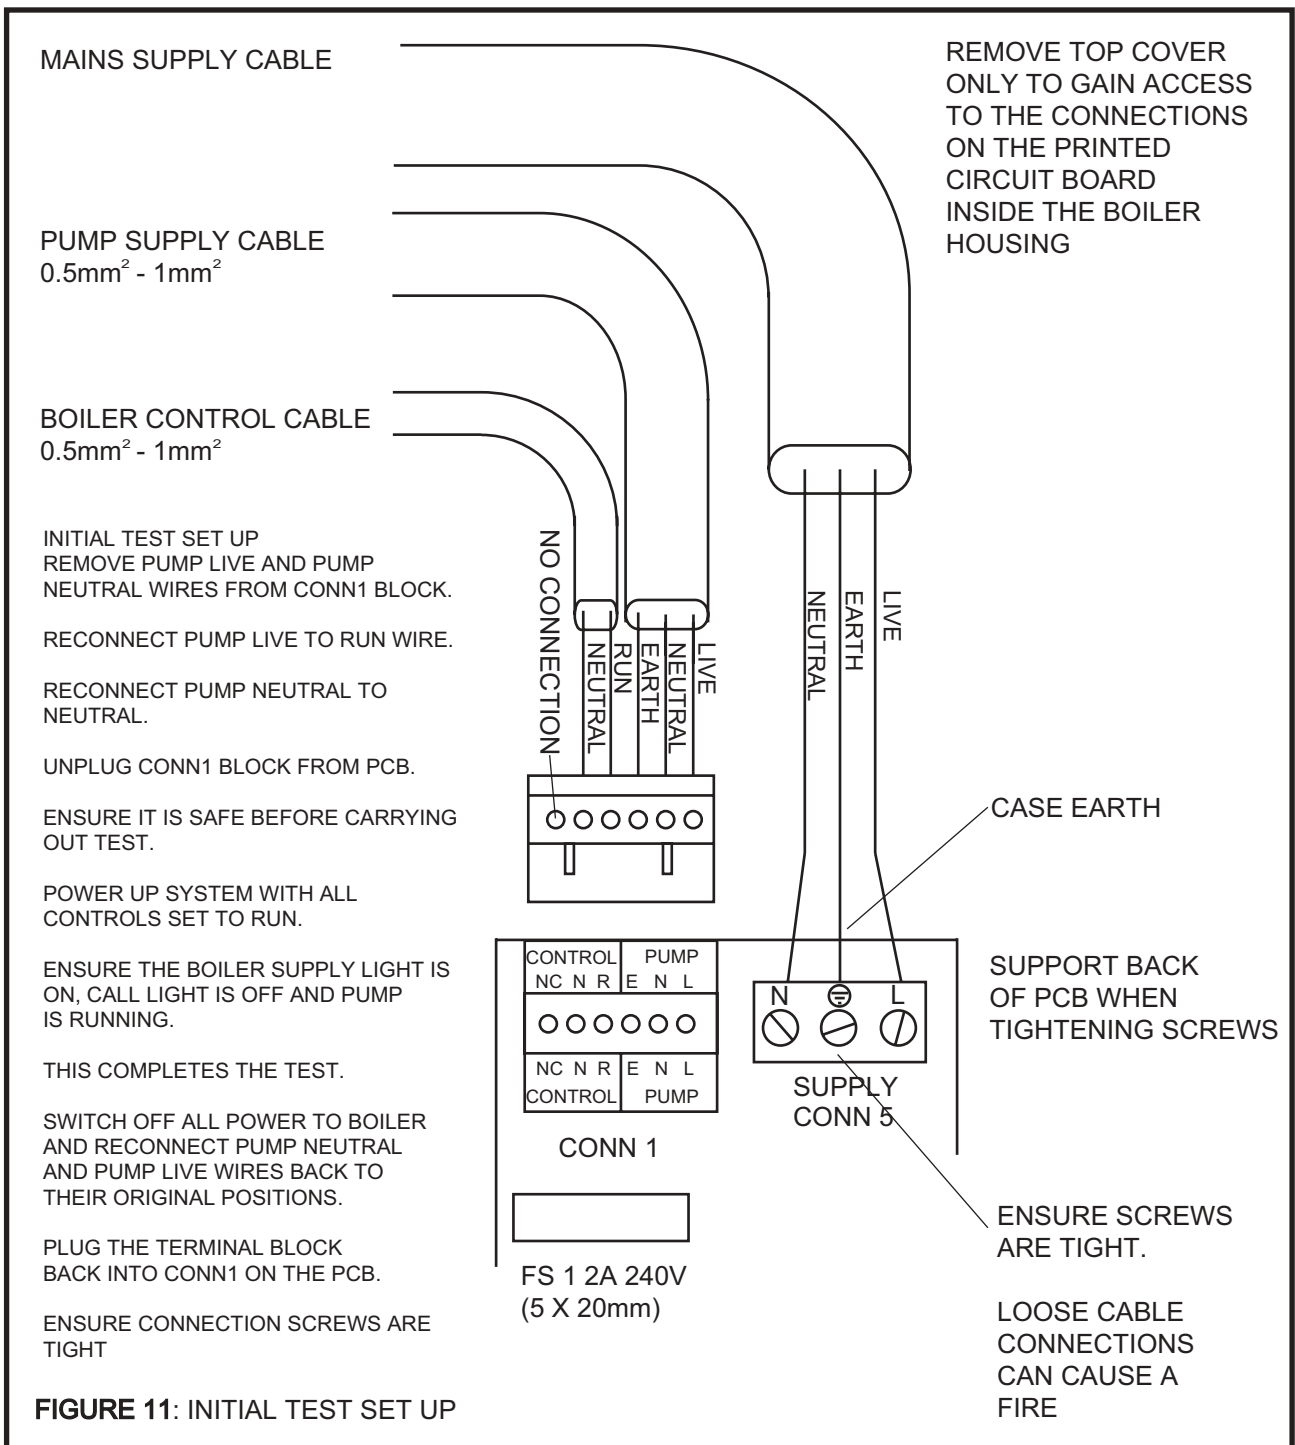 MAINS SUPPLY CABLE
REMOVE TOP COVER
ONLY TO GAIN ACCESS
TO THE CONNECTIONS
ON THE PRINTED
CIRCUIT BOARD
INSIDE THE BOILER
HOUSING
PUMP SUPPLY CABLE
0.5mm² - 1mm²
BOILER CONTROL CABLE
0.5mm² - 1mm²
INITIAL TEST SET UP
REMOVE PUMP LIVE AND PUMP
NEUTRAL WIRES FROM CONN1 BLOCK.
RECONNECT PUMP LIVE TO RUN WIRE.
RECONNECT PUMP NEUTRAL TO
NEUTRAL.
UNPLUG CONN1 BLOCK FROM PCB.
ENSURE IT IS SAFE BEFORE CARRYING
OUT TEST.
POWER UP SYSTEM WITH ALL
CONTROLS SET TO RUN.
ENSURE THE BOILER SUPPLY LIGHT IS
ON, CALL LIGHT IS OFF AND PUMP
IS RUNNING.
THIS COMPLETES THE TEST.
SWITCH OFF ALL POWER TO BOILER
AND RECONNECT PUMP NEUTRAL
AND PUMP LIVE WIRES BACK TO
THEIR ORIGINAL POSITIONS.
PLUG THE TERMINAL BLOCK
BACK INTO CONN1 ON THE PCB.
ENSURE CONNECTION SCREWS ARE
TIGHT
NO CONNECTION
NEUTRAL
RUN
EARTH
NEUTRAL
LIVE
NEUTRAL
EARTH
LIVE
CASE EARTH
CONTROL PUMP
NC N R E N L
NC N R E N L
CONTROL PUMP
CONN 1
N L
SUPPLY
CONN 5
SUPPORT BACK
OF PCB WHEN
TIGHTENING SCREWS
FS 1 2A 240V
(5 X 20mm)
ENSURE SCREWS
ARE TIGHT.
LOOSE CABLE
CONNECTIONS
CAN CAUSE A
FIRE
FIGURE 11: INITIAL TEST SET UP